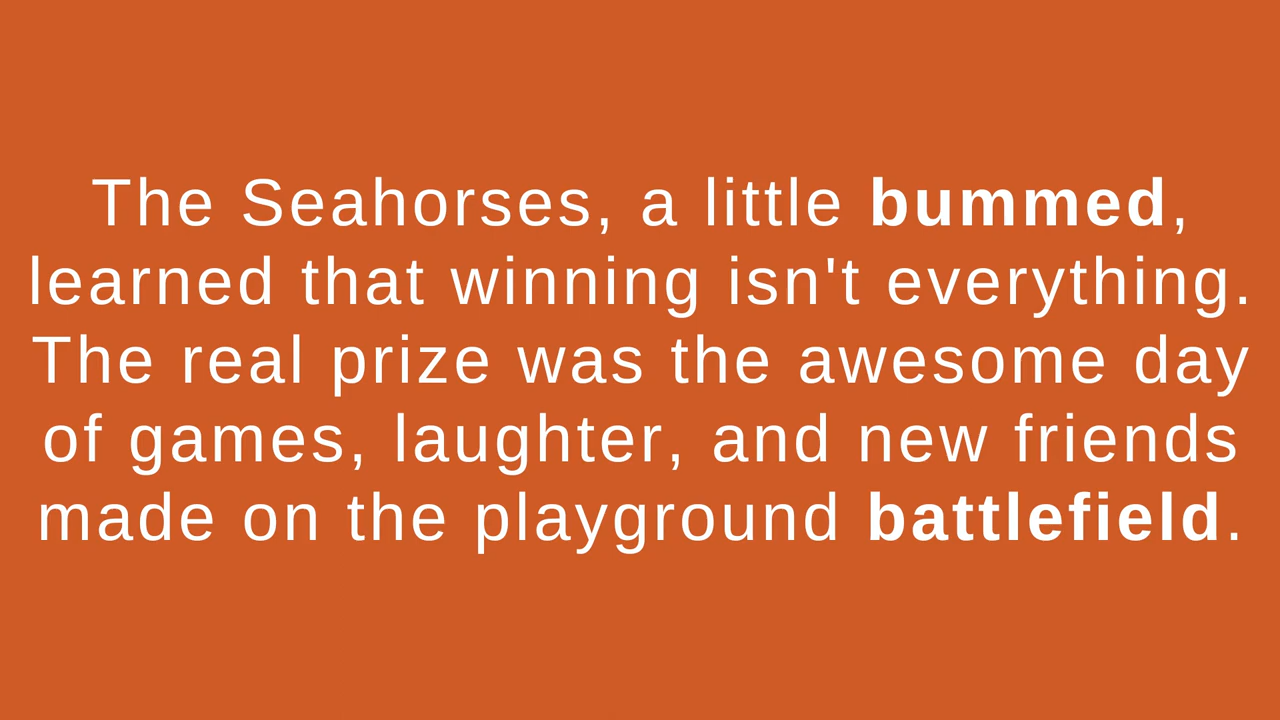 The Seahorses, a little bummed,
learned that winning isn't everything.
The real prize was the awesome day
of games, laughter, and new friends
made on the playground battlefield.